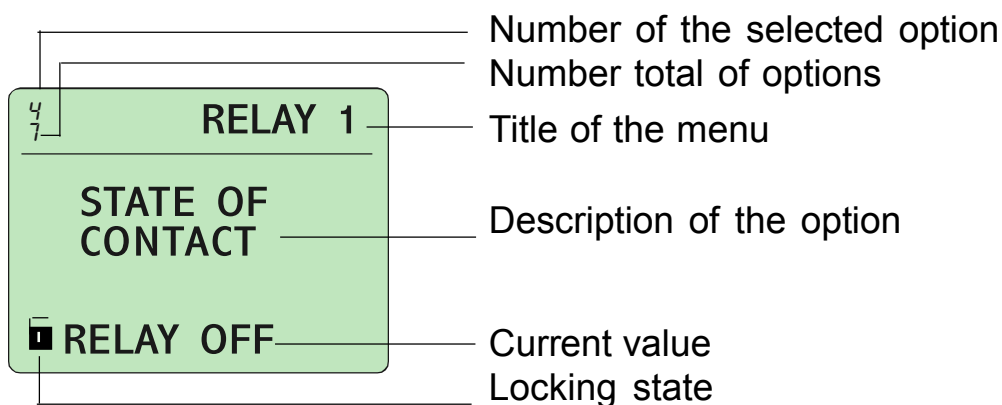 Number of the selected option
Number total of options
4
7
RELAY 1
Title of the menu
STATE OF
CONTACT
Description of the option
RELAY OFF
Current value
Locking state